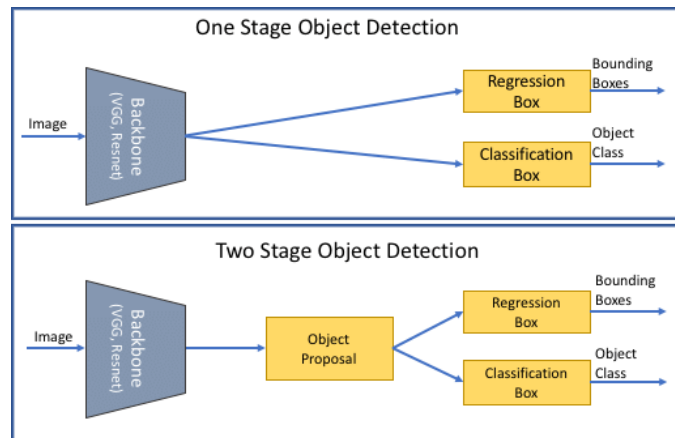 One Stage Object Detection
Image
Backbone
(VGG, Resnet)
Regression
Box
Bounding
Boxes
Classification
Box
Object
Class
Two Stage Object Detection
Image
Backbone
(VGG, Resnet)
Object
Proposal
Regression
Box
Bounding
Boxes
Classification
Box
Object
Class